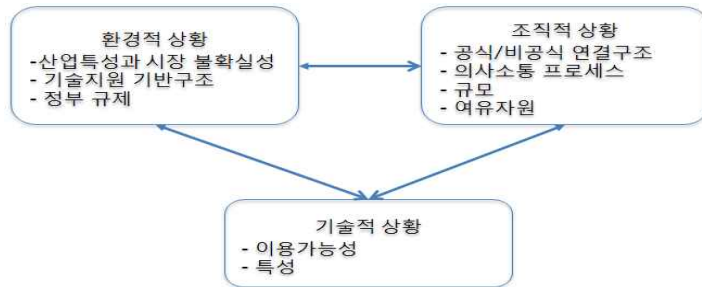 환경적 상황
-산업특성과 시장 불확실성
- 기술지원 기반구조
- 정부 규제
조직적 상황
- 공식/비공식 연결구조
- 의사소통 프로세스
- 규모
- 여유자원
기술적 상황
- 이용가능성
- 특성